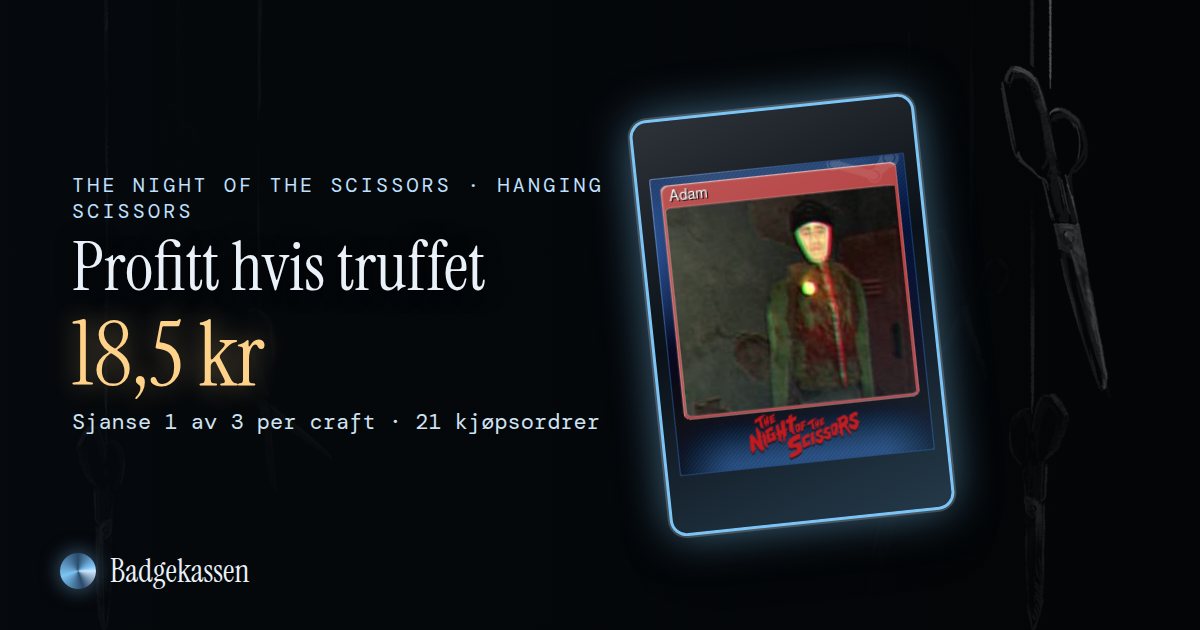 THE NIGHT OF THE SCISSORS · HANGING
SCISSORS
Profitt hvis truffet
18,5 kr
Sjanse 1 av 3 per craft · 21 kjøpsordrer
Badgekassen
Adam
THE
NIGHT OF THE
SCISSORS